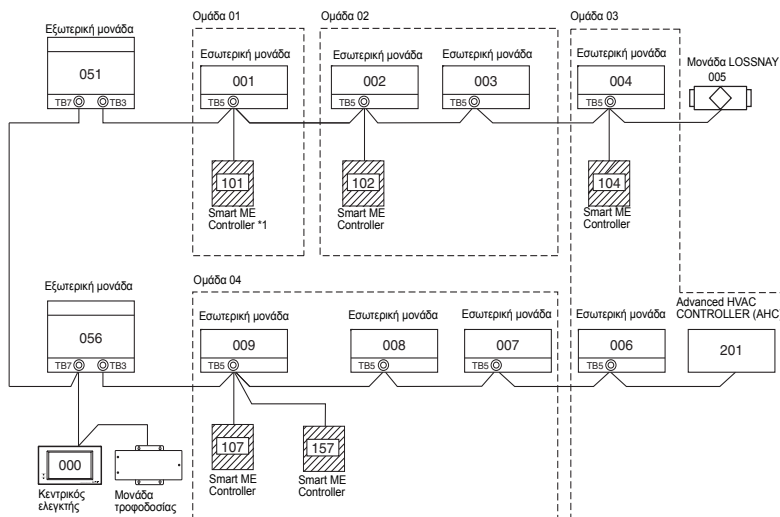 Ομάδα 01
Ομάδα 02
Ομάδα 03
Εξωτερική μονάδα
051
TB7
TB3
Εσωτερική μονάδα
001
TB5
Εσωτερική μονάδα
002
TB5
Εσωτερική μονάδα
003
TB5
Εσωτερική μονάδα
004
TB5
Μονάδα LOSSNAY
005
101
Smart ME
Controller *1
102
Smart ME
Controller
104
Smart ME
Controller
Ομάδα 04
Εξωτερική μονάδα
056
TB7
TB3
Εσωτερική μονάδα
009
TB5
Εσωτερική μονάδα
008
TB5
Εσωτερική μονάδα
007
TB5
Εσωτερική μονάδα
006
TB5
Advanced HVAC
CONTROLLER (AHC
201
000
Κεντρικός
ελεγκτής
Μονάδα
τροφοδοσίας
107
Smart ME
Controller
157
Smart ME
Controller